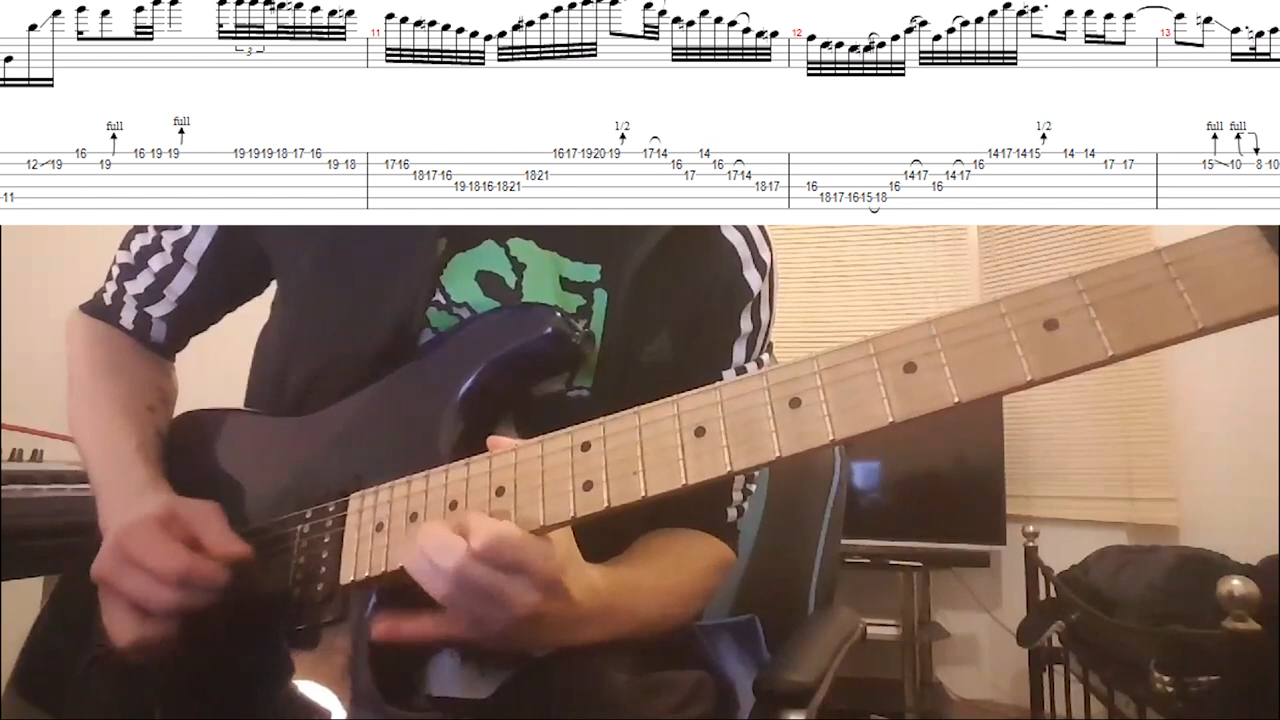 11 12 13
3
full full 1/2 1/2 full full
16 16 19 19 19 19 19 18 17 16 16 17 19 20 19 17 14 14 14 17 14 15 14 14
12 19 19 19 18 17 16 16 16 16 17 17 15 10 8 10
18 17 16 18 21 17 17 14 14 17 14 17
19 18 16 18 21 18 17 16 16 16
11 18 17 16 15 18